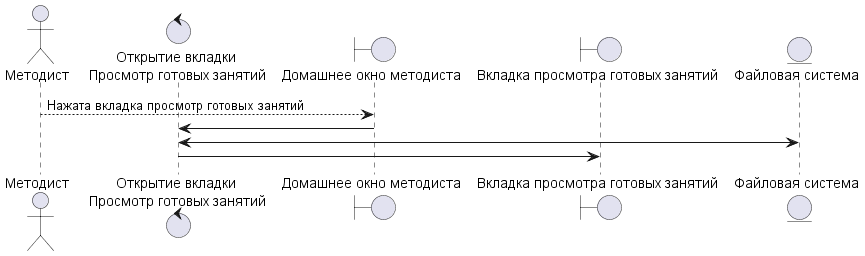 Открытие вкладки
Методист Просмотр готовых занятий Домашнее окно методиста Вкладка просмотра готовых занятий Файловая система
Нажата вкладка просмотр готовых занятий
Методист Открытие вкладки Домашнее окно методиста Вкладка просмотра готовых занятий Файловая система
Просмотр готовых занятий